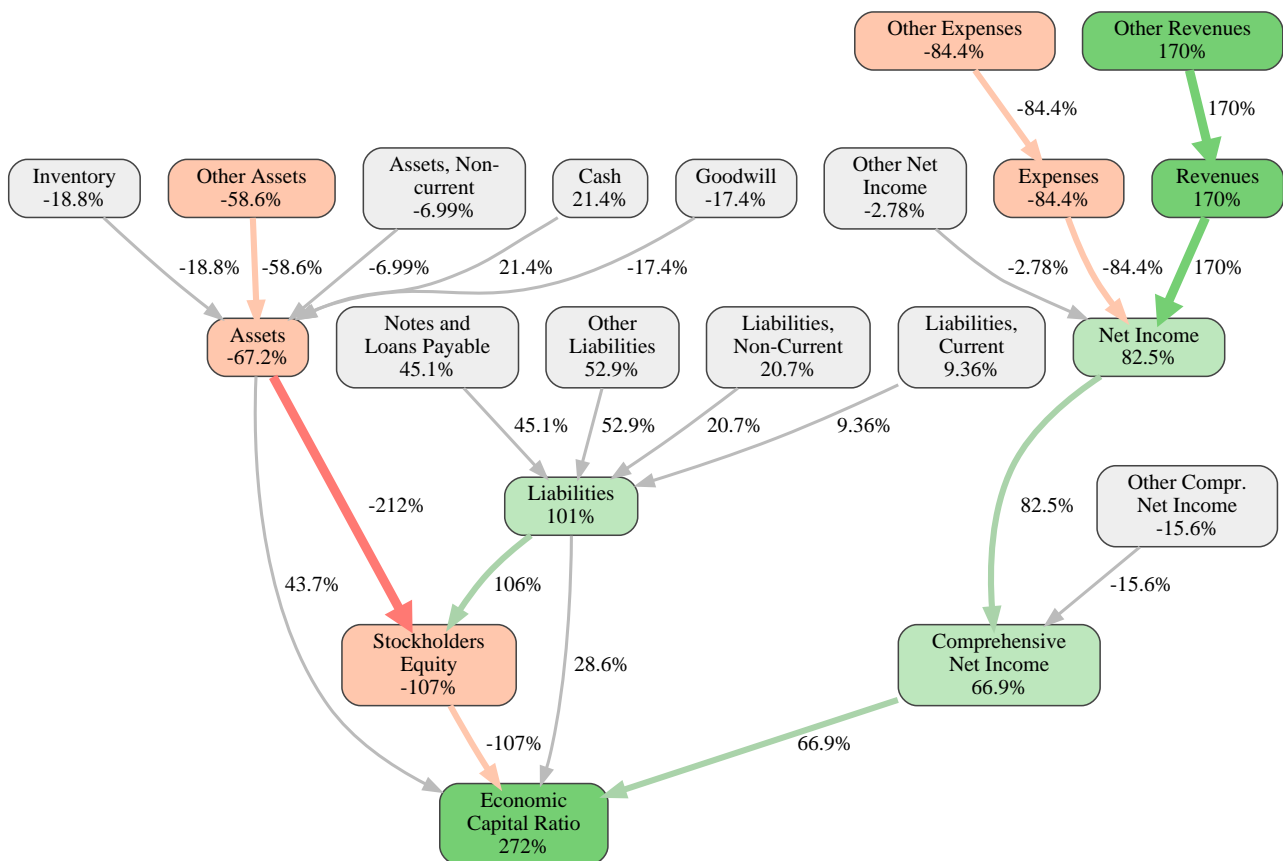 Other Expenses
-84.4%
Other Revenues
170%
-84.4%
170%
Inventory
-18.8%
Other Assets
-58.6%
Assets, Non-
current
-6.99%
Cash
21.4%
Goodwill
-17.4%
Other Net
Income
-2.78%
Expenses
-84.4%
Revenues
170%
-18.8%
-58.6%
-6.99%
21.4%
-17.4%
-2.78%
-84.4%
170%
Assets
-67.2%
Notes and
Loans Payable
45.1%
Other
Liabilities
52.9%
Liabilities,
Non-Current
20.7%
Liabilities,
Current
9.36%
Net Income
82.5%
45.1%
52.9%
20.7%
9.36%
-212%
Liabilities
101%
82.5%
Other Compr.
Net Income
-15.6%
43.7%
106%
-15.6%
Stockholders
Equity
-107%
28.6%
Comprehensive
Net Income
66.9%
-107%
66.9%
Economic
Capital Ratio
272%